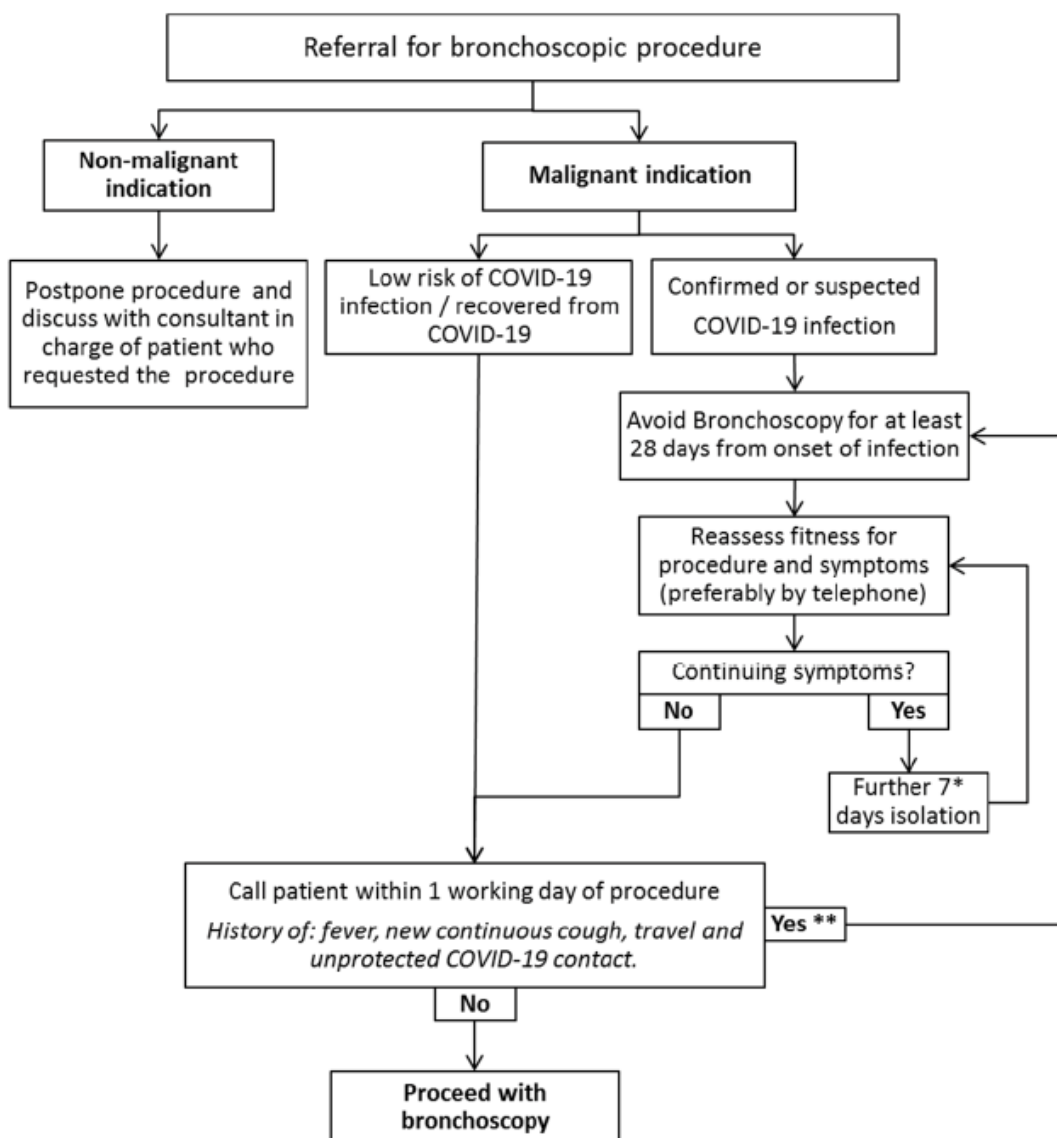 Referral for bronchoscopic procedure
Non-malignant
indication
Malignant indication
Postpone procedure and
discuss with consultant in
charge of patient who
requested the procedure
Low risk of COVID-19
infection / recovered from
COVID-19
Confirmed or suspected
COVID-19 infection
Avoid Bronchoscopy for at least
28 days from onset of infection
Reassess fitness for
procedure and symptoms
(preferably by telephone)
Continuing symptoms?
No
Yes
Further 7*
days isolation
Call patient within 1 working day of procedure
History of: fever, new continuous cough, travel and
unprotected COVID-19 contact.
Yes **
No
Proceed with
bronchoscopy